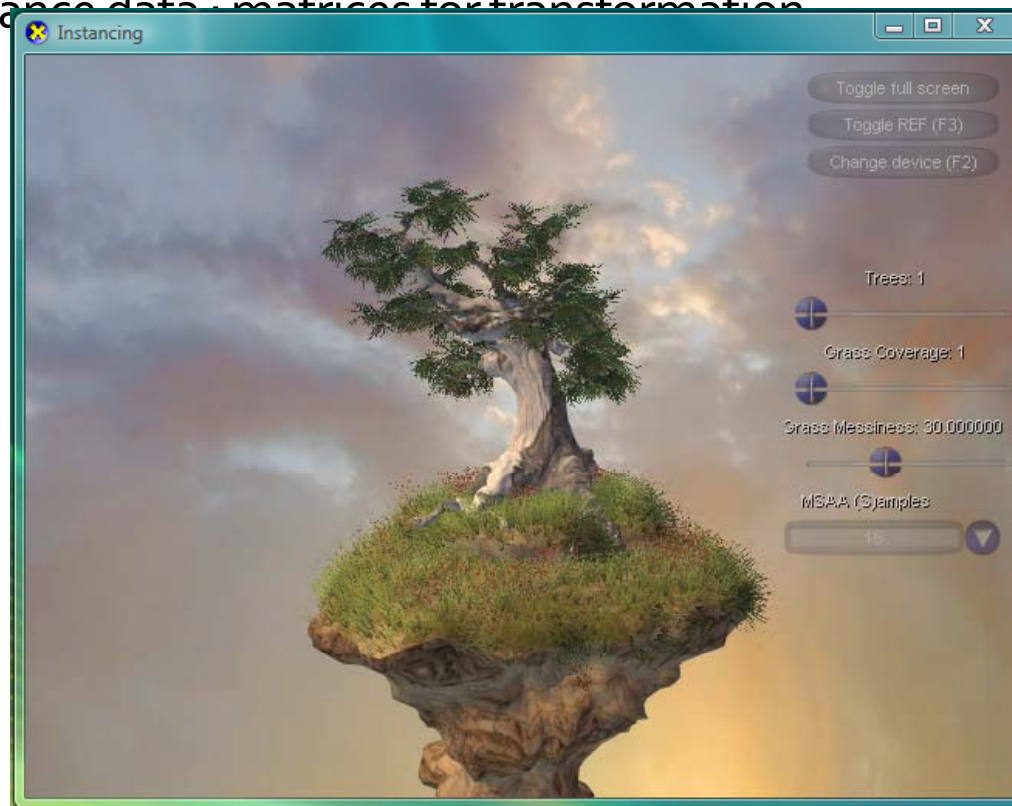 ance data : matrices for transformation
Instancing
Toggle full screen
Toggle REF (F3)
Change device (F2)
Trees: 1
Grass Coverage: 1
Grass Messiness: 30.000000
MSAA (S)amples
16